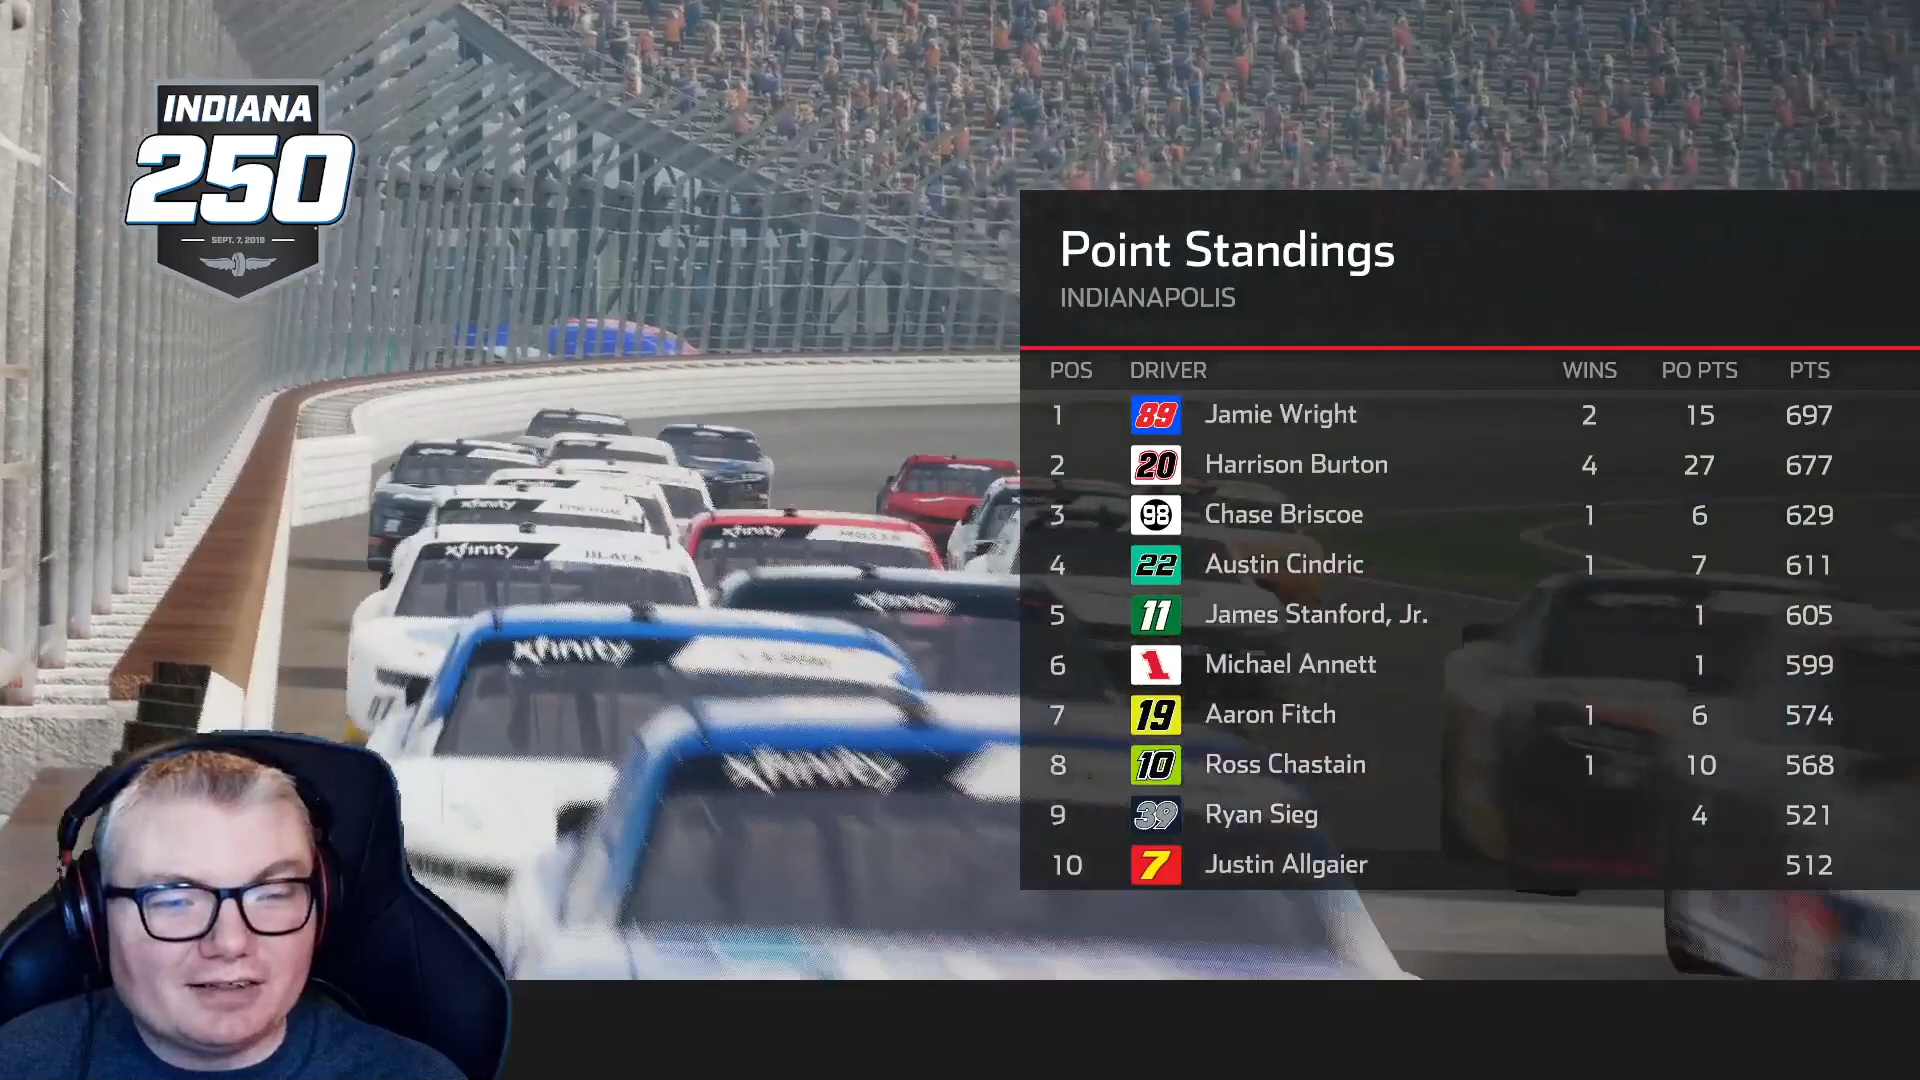 INDIANA
250
SEPT. 7, 2019
Point Standings
INDIANAPOLIS
POS DRIVER WINS PO PTS PTS
1 89 Jamie Wright 2 15 697
2 20 Harrison Burton 4 27 677
3 98 Chase Briscoe 1 6 629
4 22 Austin Cindric 1 7 611
5 11 James Stanford, Jr. 1 605
6 1 Michael Annett 1 599
7 19 Aaron Fitch 1 6 574
8 10 Ross Chastain 1 10 568
9 39 Ryan Sieg 4 521
10 7 Justin Allgaier 512
xfinity
xfinity
xfinity BLACK
xfinity
xfinity
xfinity